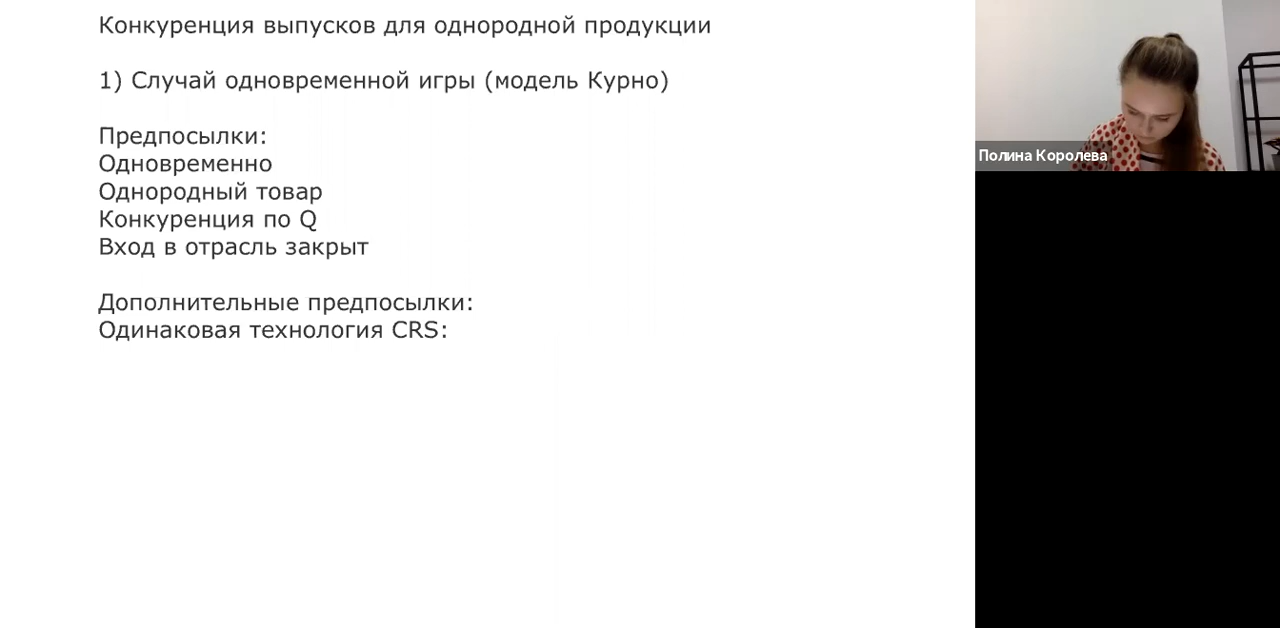 Конкуренция выпусков для однородной продукции
1) Случай одновременной игры (модель Курно)
Предпосылки:
Одновременно
Однородный товар
Конкуренция по Q
Вход в отрасль закрыт
Дополнительные предпосылки:
Одинаковая технология CRS:
Полина Королева